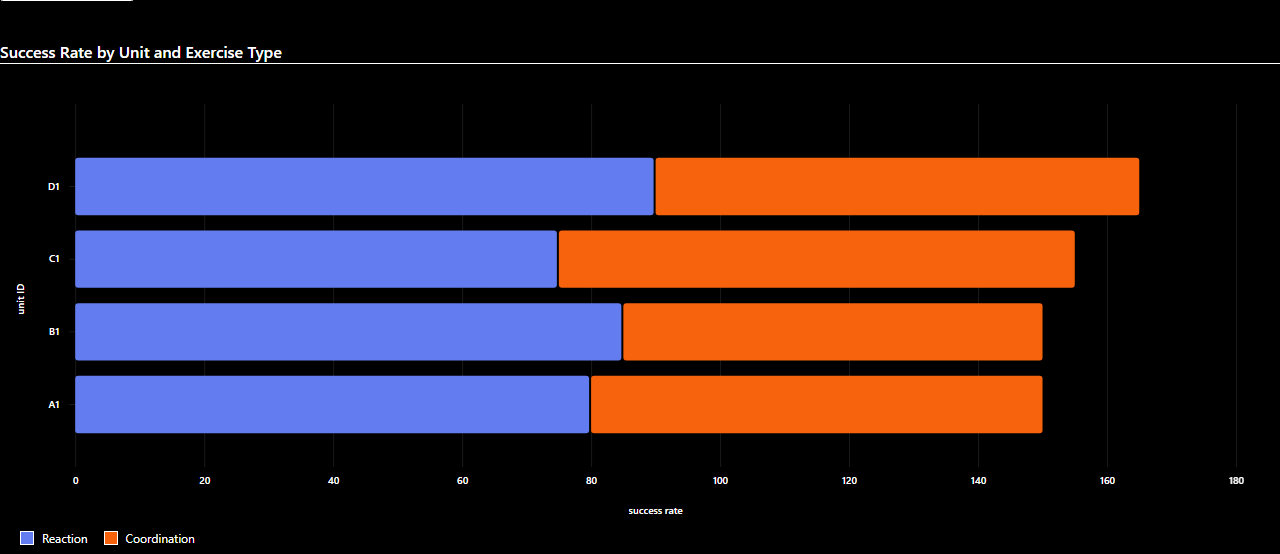 Success Rate by Unit and Exercise Type
D1
C1
B1
A1
unit ID
0 20 40 60 80 100 120 140 160 180
success rate
Reaction Coordination